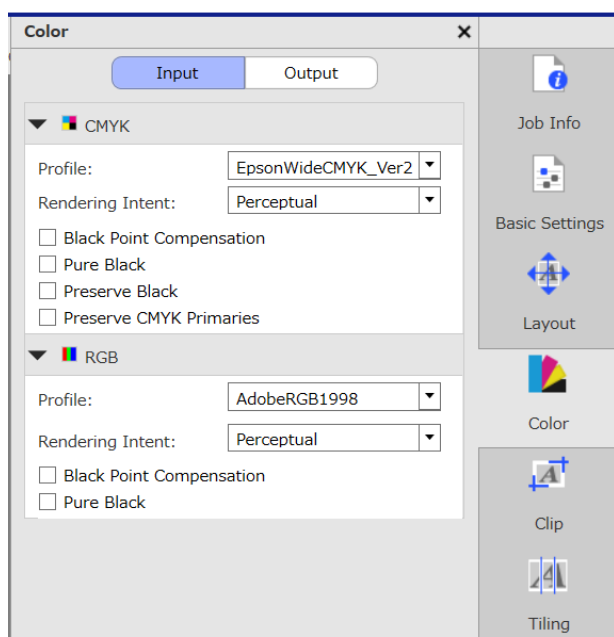 Color
Input Output
CMYK
Profile: EpsonWideCMYK_Ver2
Rendering Intent: Perceptual
Black Point Compensation
Pure Black
Preserve Black
Preserve CMYK Primaries
RGB
Profile: AdobeRGB1998
Rendering Intent: Perceptual
Black Point Compensation
Pure Black
Job Info
Basic Settings
Layout
Color
Clip
Tiling